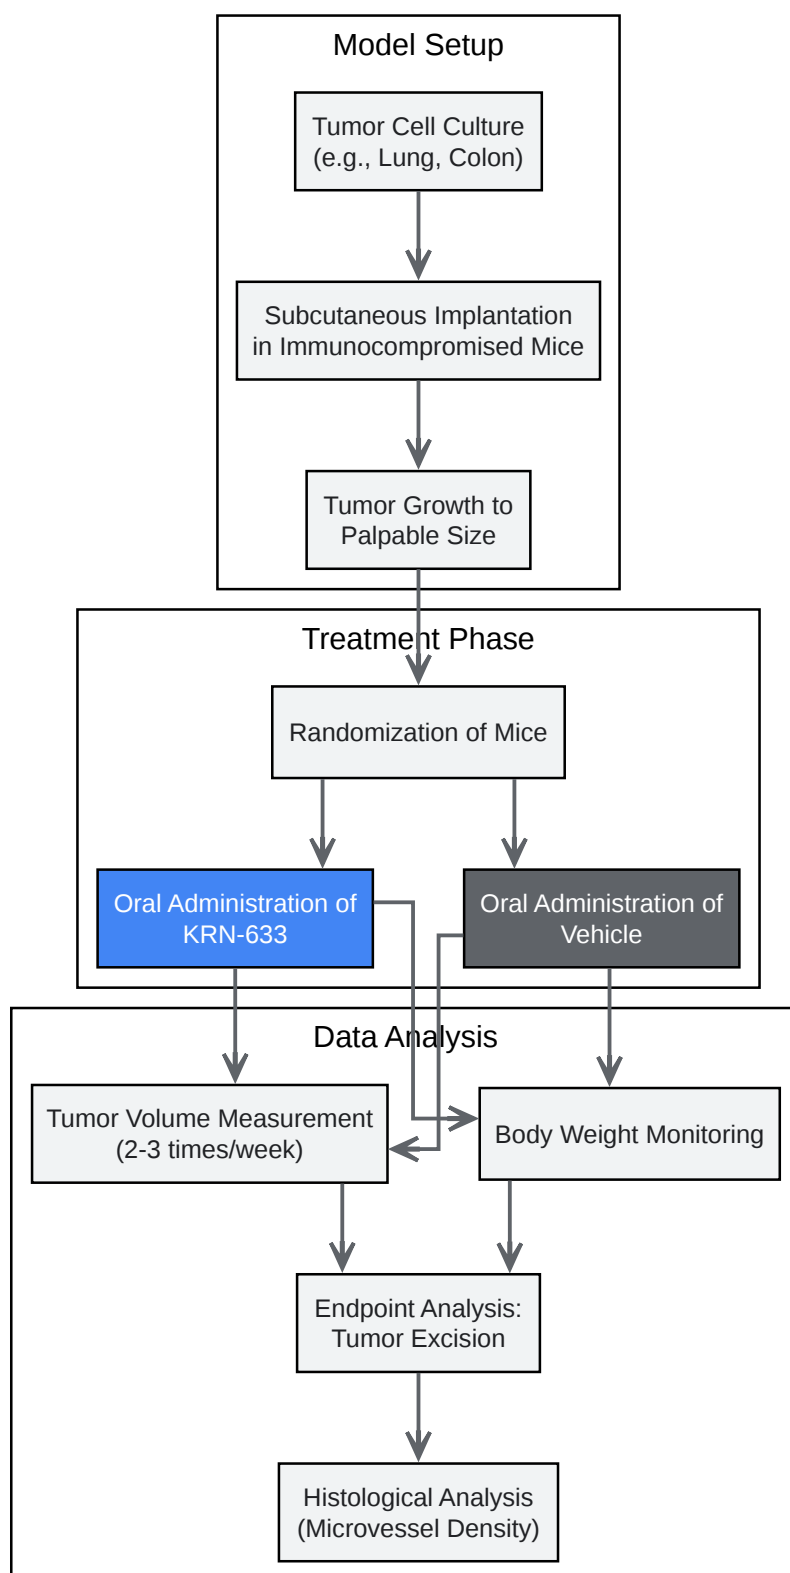 Model Setup
Tumor Cell Culture
(e.g., Lung, Colon)
Subcutaneous Implantation
in Immunocompromised Mice
Tumor Growth to
Palpable Size
Treatment Phase
Randomization of Mice
Oral Administration of
KRN-633
Oral Administration of
Vehicle
Data Analysis
Tumor Volume Measurement
(2-3 times/week)
Body Weight Monitoring
Endpoint Analysis:
Tumor Excision
Histological Analysis
(Microvessel Density)